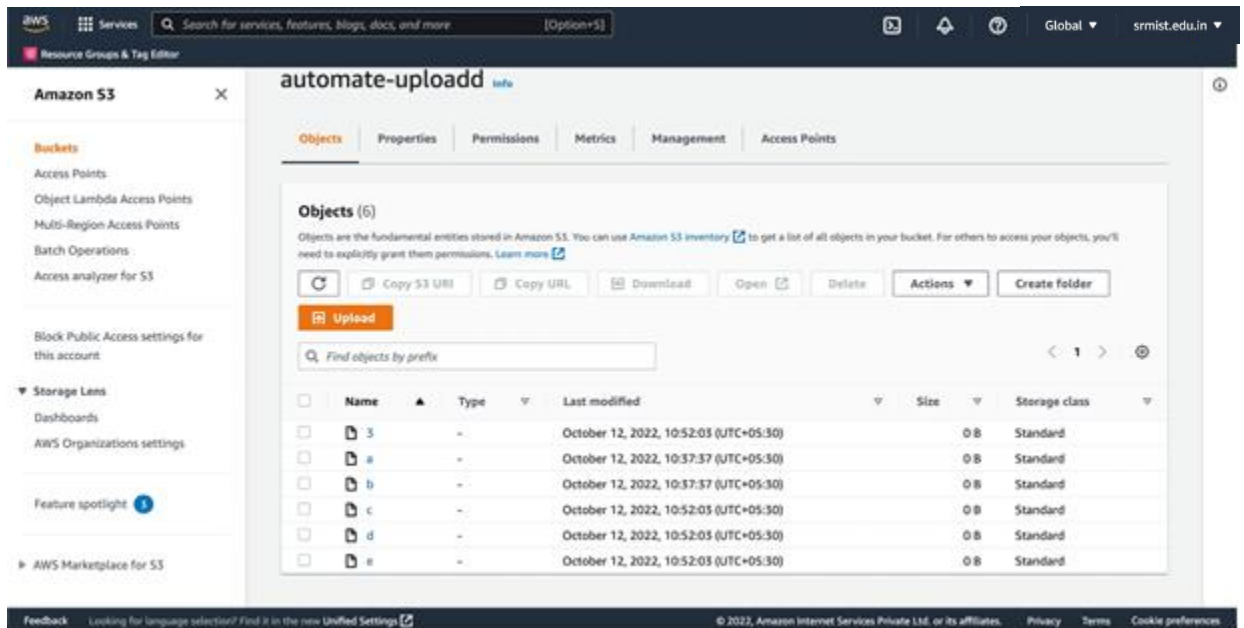 aws Services Search for services, features, blogs, docs, and more [Option+S] Global ▼ srmist.edu.in ▼
Resource Groups & Tag Editor
Amazon S3
Buckets
Access Points
Object Lambda Access Points
Multi-Region Access Points
Batch Operations
Access analyzer for S3
Block Public Access settings for
this account
▼ Storage Lens
Dashboards
AWS Organizations settings
Feature spotlight 3
▶ AWS Marketplace for S3
automate-uploadd Info
Objects Properties Permissions Metrics Management Access Points
Objects (6)
Objects are the fundamental entities stored in Amazon S3. You can use Amazon S3 inventory to get a list of all objects in your bucket. For others to access your objects, you'll
need to explicitly grant them permissions. Learn more
Copy S3 URI Copy URL Download Open Delete Actions ▼ Create folder
Upload
Find objects by prefix
< 1 >
Name ▲ Type Last modified Size Storage class
3 - October 12, 2022, 10:52:03 (UTC+05:30) 0 B Standard
a - October 12, 2022, 10:37:37 (UTC+05:30) 0 B Standard
b - October 12, 2022, 10:37:37 (UTC+05:30) 0 B Standard
c - October 12, 2022, 10:52:03 (UTC+05:30) 0 B Standard
d - October 12, 2022, 10:52:03 (UTC+05:30) 0 B Standard
e - October 12, 2022, 10:52:03 (UTC+05:30) 0 B Standard
Feedback Looking for language selection? Find it in the new Unified Settings © 2022, Amazon Internet Services Private Ltd. or its affiliates. Privacy Terms Cookie preferences